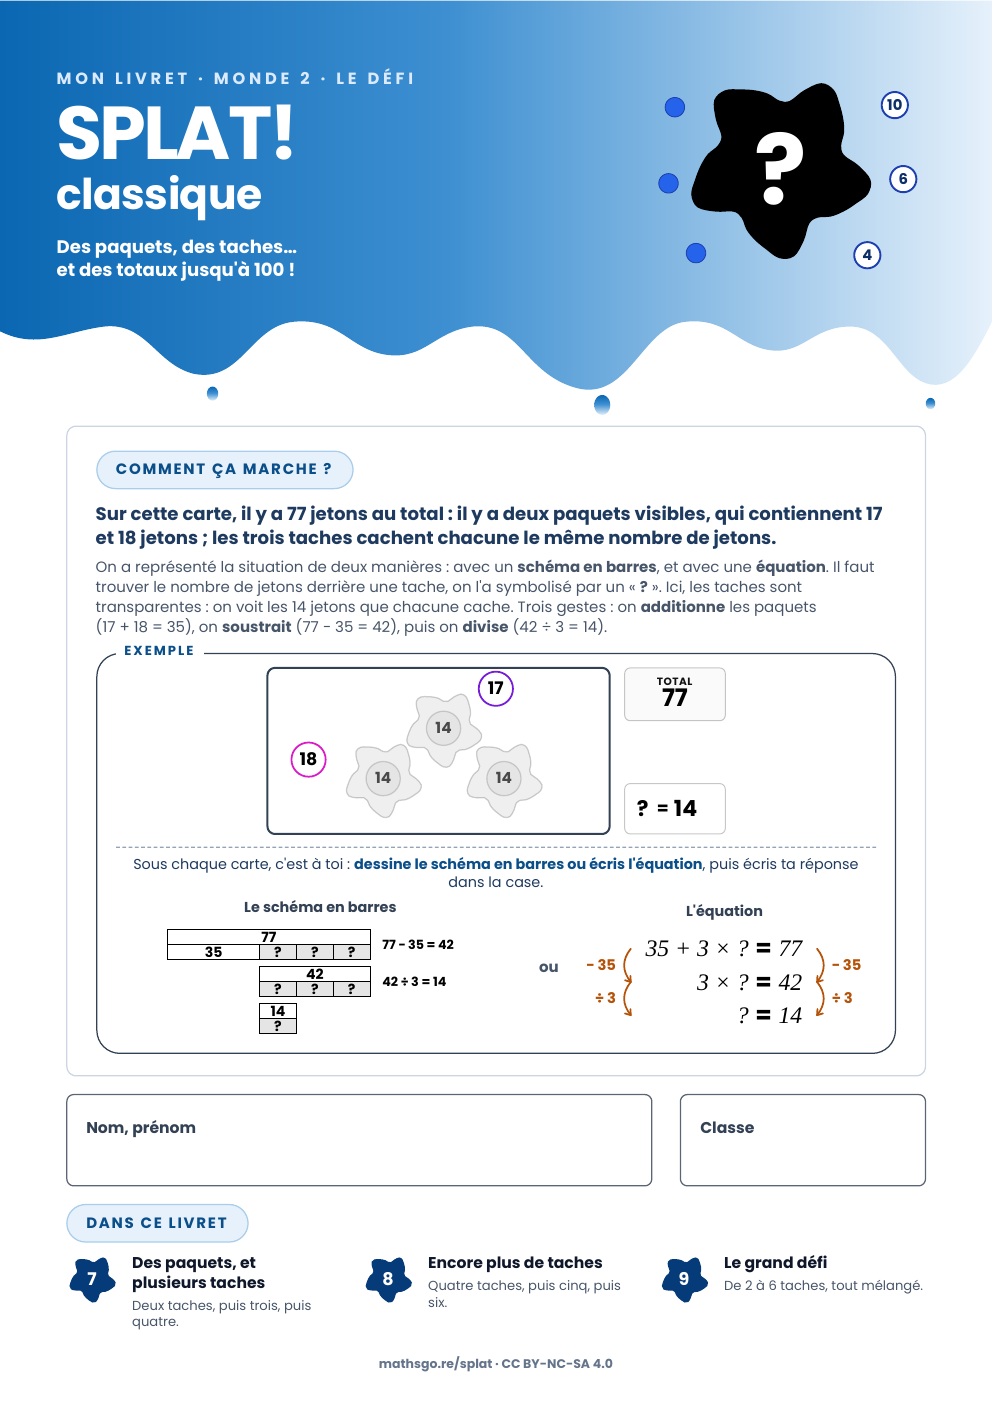 MON LIVRET · MONDE 2 · LE DÉFI
SPLAT!
classique
Des paquets, des taches...
et des totaux jusqu'à 100 !
?
10
6
4
COMMENT ÇA MARCHE ?
Sur cette carte, il y a 77 jetons au total : il y a deux paquets visibles, qui contiennent 17
et 18 jetons ; les trois taches cachent chacune le même nombre de jetons.
On a représenté la situation de deux manières : avec un schéma en barres, et avec une équation. Il faut
trouver le nombre de jetons derrière une tache, on l'a symbolisé par un « ? ». Ici, les taches sont
transparentes : on voit les 14 jetons que chacune cache. Trois gestes : on additionne les paquets
(17 + 18 = 35), on soustrait (77 - 35 = 42), puis on divise (42 ÷ 3 = 14).
EXEMPLE
17
18
14
14
14
TOTAL
77
? = 14
Sous chaque carte, c'est à toi : dessine le schéma en barres ou écris l'équation, puis écris ta réponse
dans la case.
Le schéma en barres
77
35 ? ? ?
77 - 35 = 42
42
? ? ?
42 ÷ 3 = 14
14
?
ou
L'équation
35 + 3 × ? = 77
- 35
- 35
3 × ? = 42
÷ 3
÷ 3
? = 14
Nom, prénom
Classe
DANS CE LIVRET
7
Des paquets, et
plusieurs taches
Deux taches, puis trois, puis
quatre.
8
Encore plus de taches
Quatre taches, puis cinq, puis
six.
9
Le grand défi
De 2 à 6 taches, tout mélangé.
mathsgo.re/splat · CC BY-NC-SA 4.0